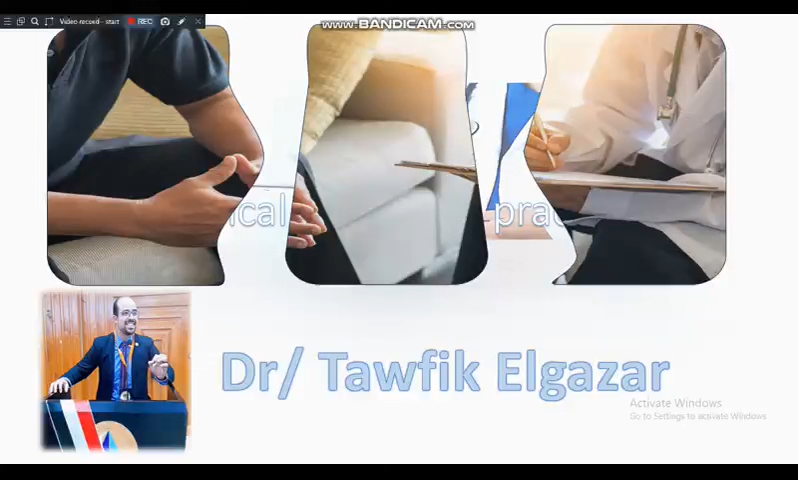 Video record - start
REC
www.BANDICAM.com
ical
Dr/ Tawfik Elgazar
Activate Windows
Go to Settings to activate Windows